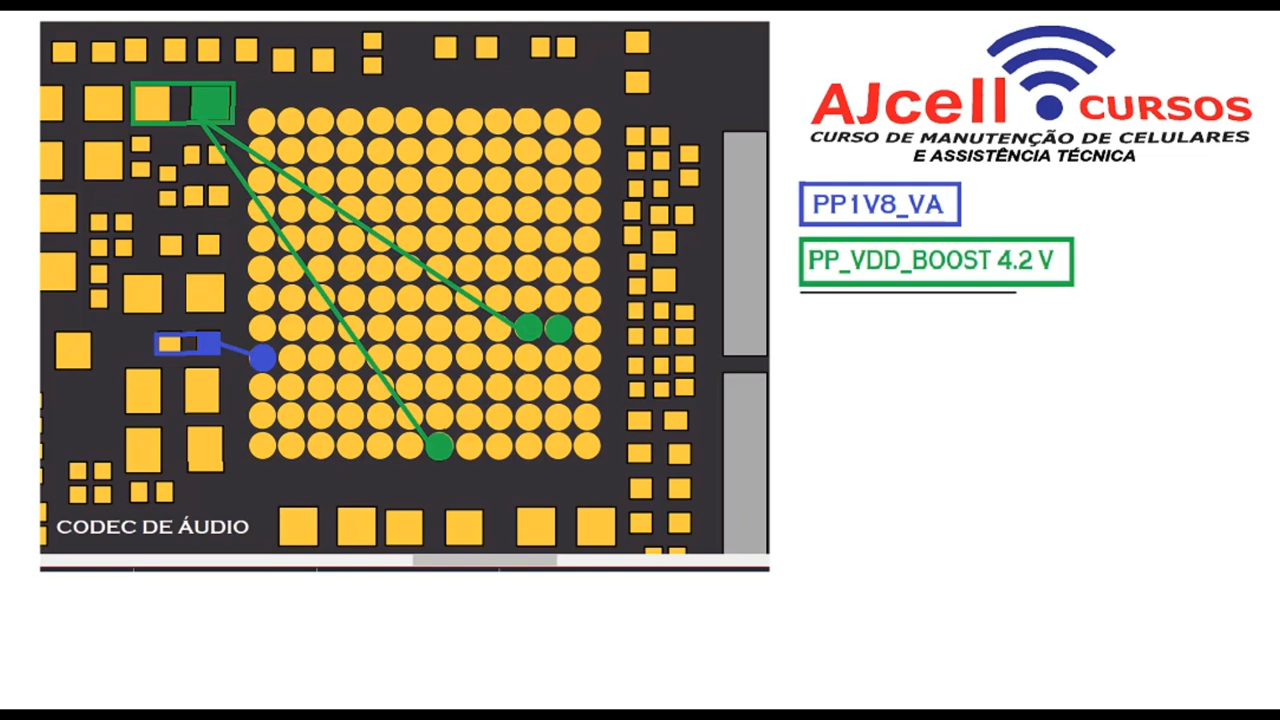 AJcell CURSOS
CURSO DE MANUTENÇÃO DE CELULARES
E ASSISTÊNCIA TÉCNICA
PP1V8_VA
PP_VDD_BOOST 4.2 V
CODEC DE ÁUDIO